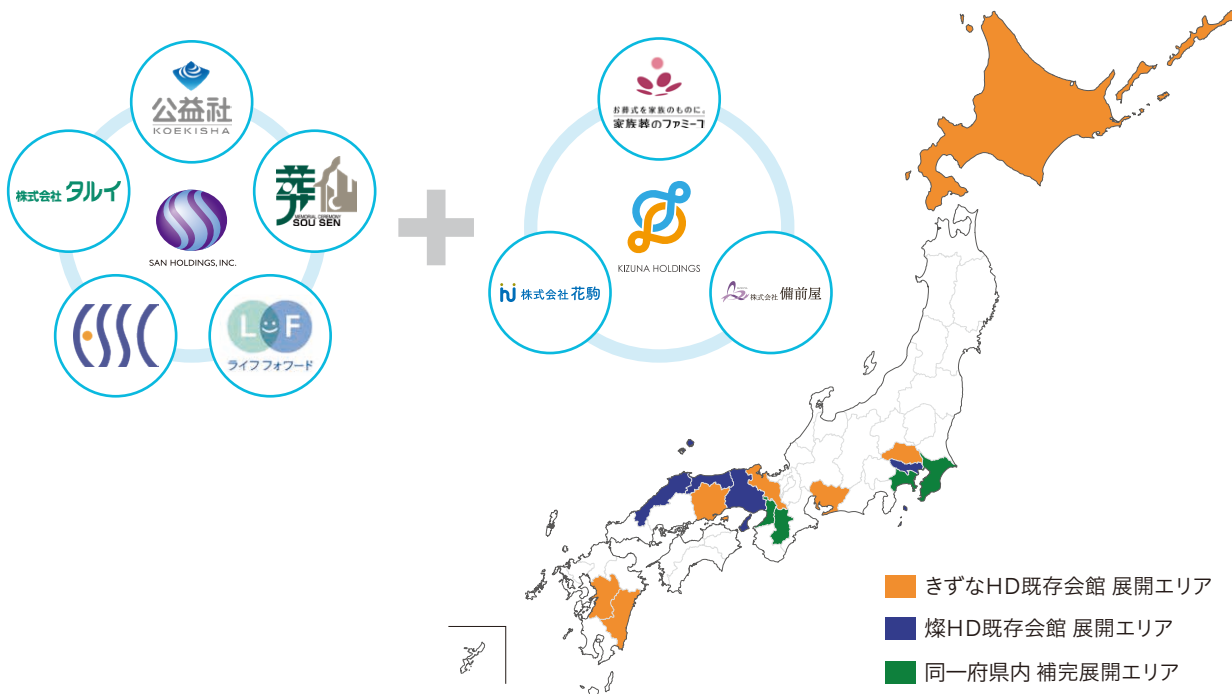 公益社
KOEKISHA
株式会社 タルイ
葬
MEMORIAL CEREMONY
SOU SEN
SAN HOLDINGS, INC.
ESSC
L F
ライフ フォワード
お葬式を家族のものに。
家族葬のファミーユ
KIZUNA HOLDINGS
株式会社 花駒
株式会社 備前屋
きずなHD既存会館 展開エリア
燦HD既存会館 展開エリア
同一府県内 補完展開エリア